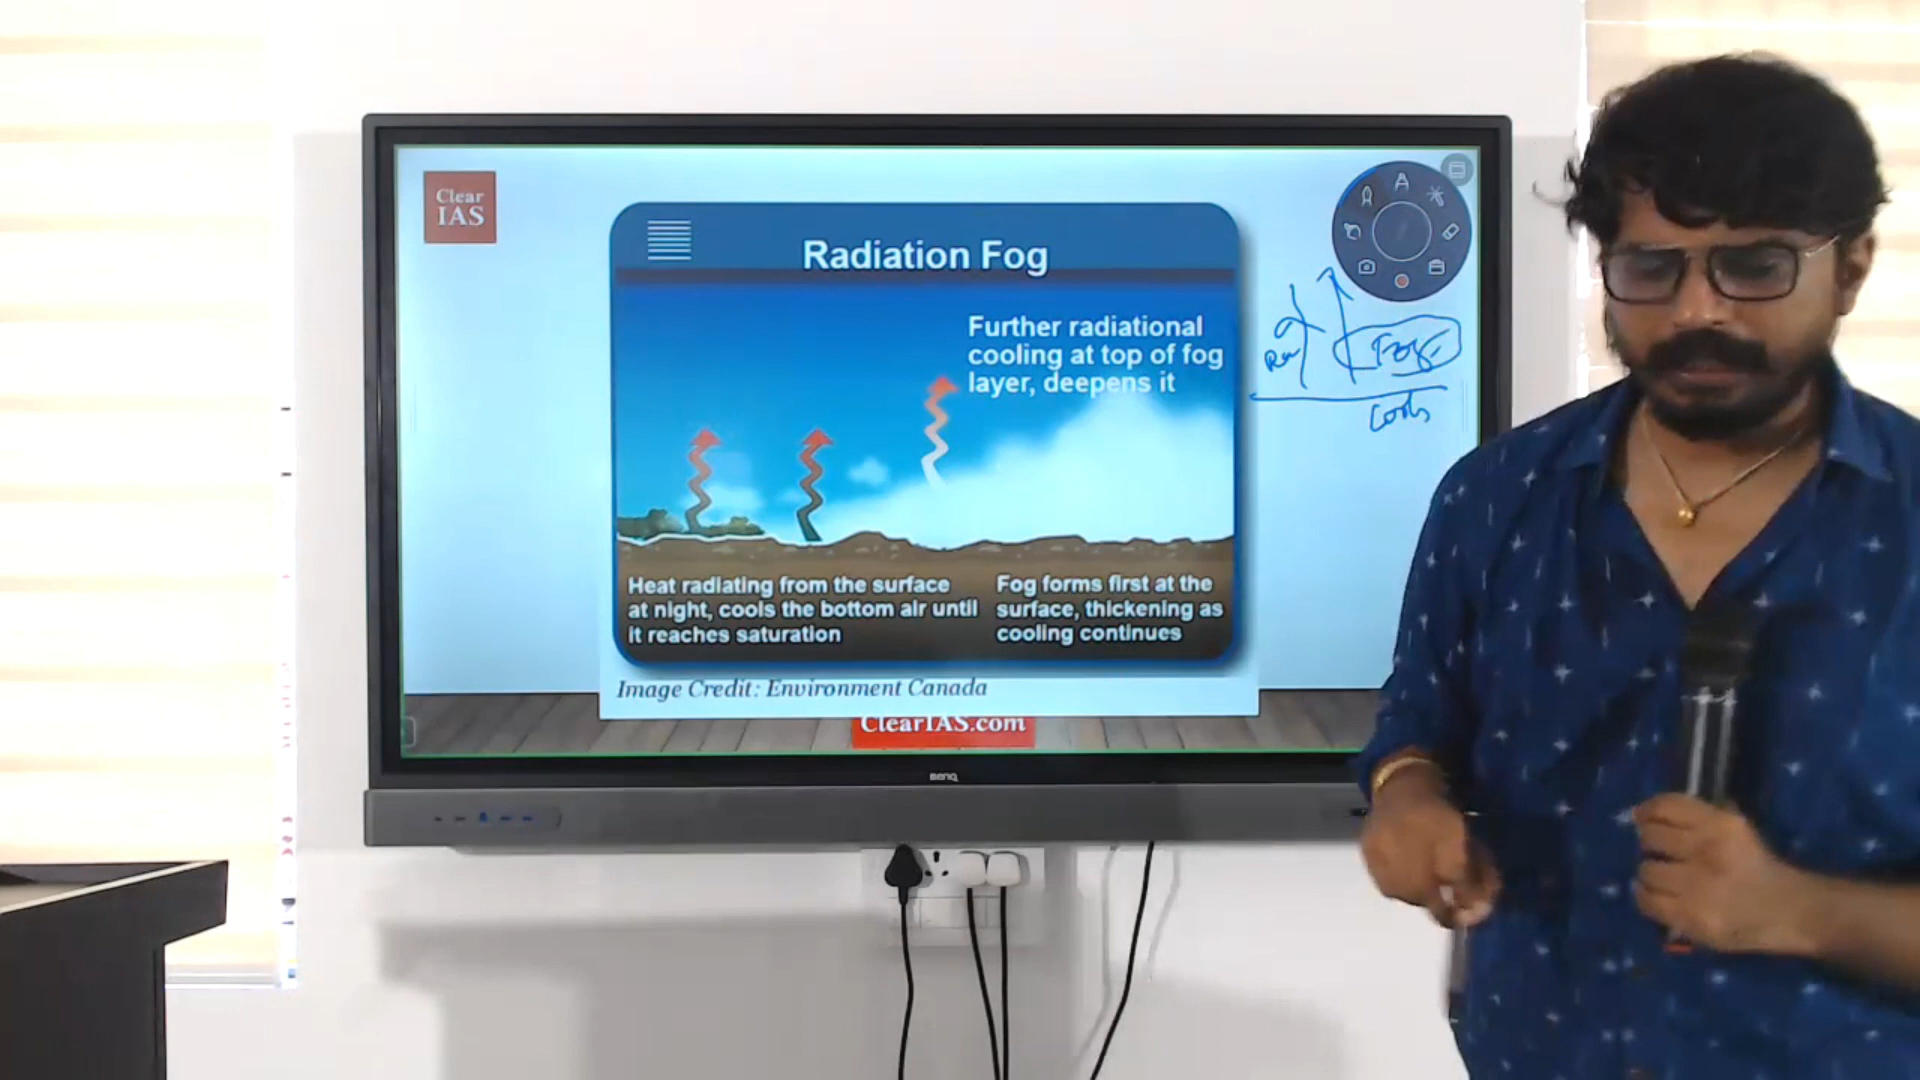 Clear
IAS
Radiation Fog
Further radiational
cooling at top of fog
layer, deepens it
Fog
cools
Heat radiating from the surface
at night, cools the bottom air until
it reaches saturation
Fog forms first at the
surface, thickening as
cooling continues
Image Credit: Environment Canada
ClearIAS.com
BenQ